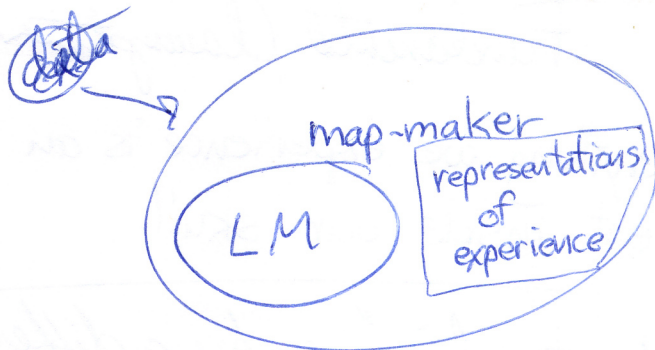 data
map-maker
LM
representations
of
experience